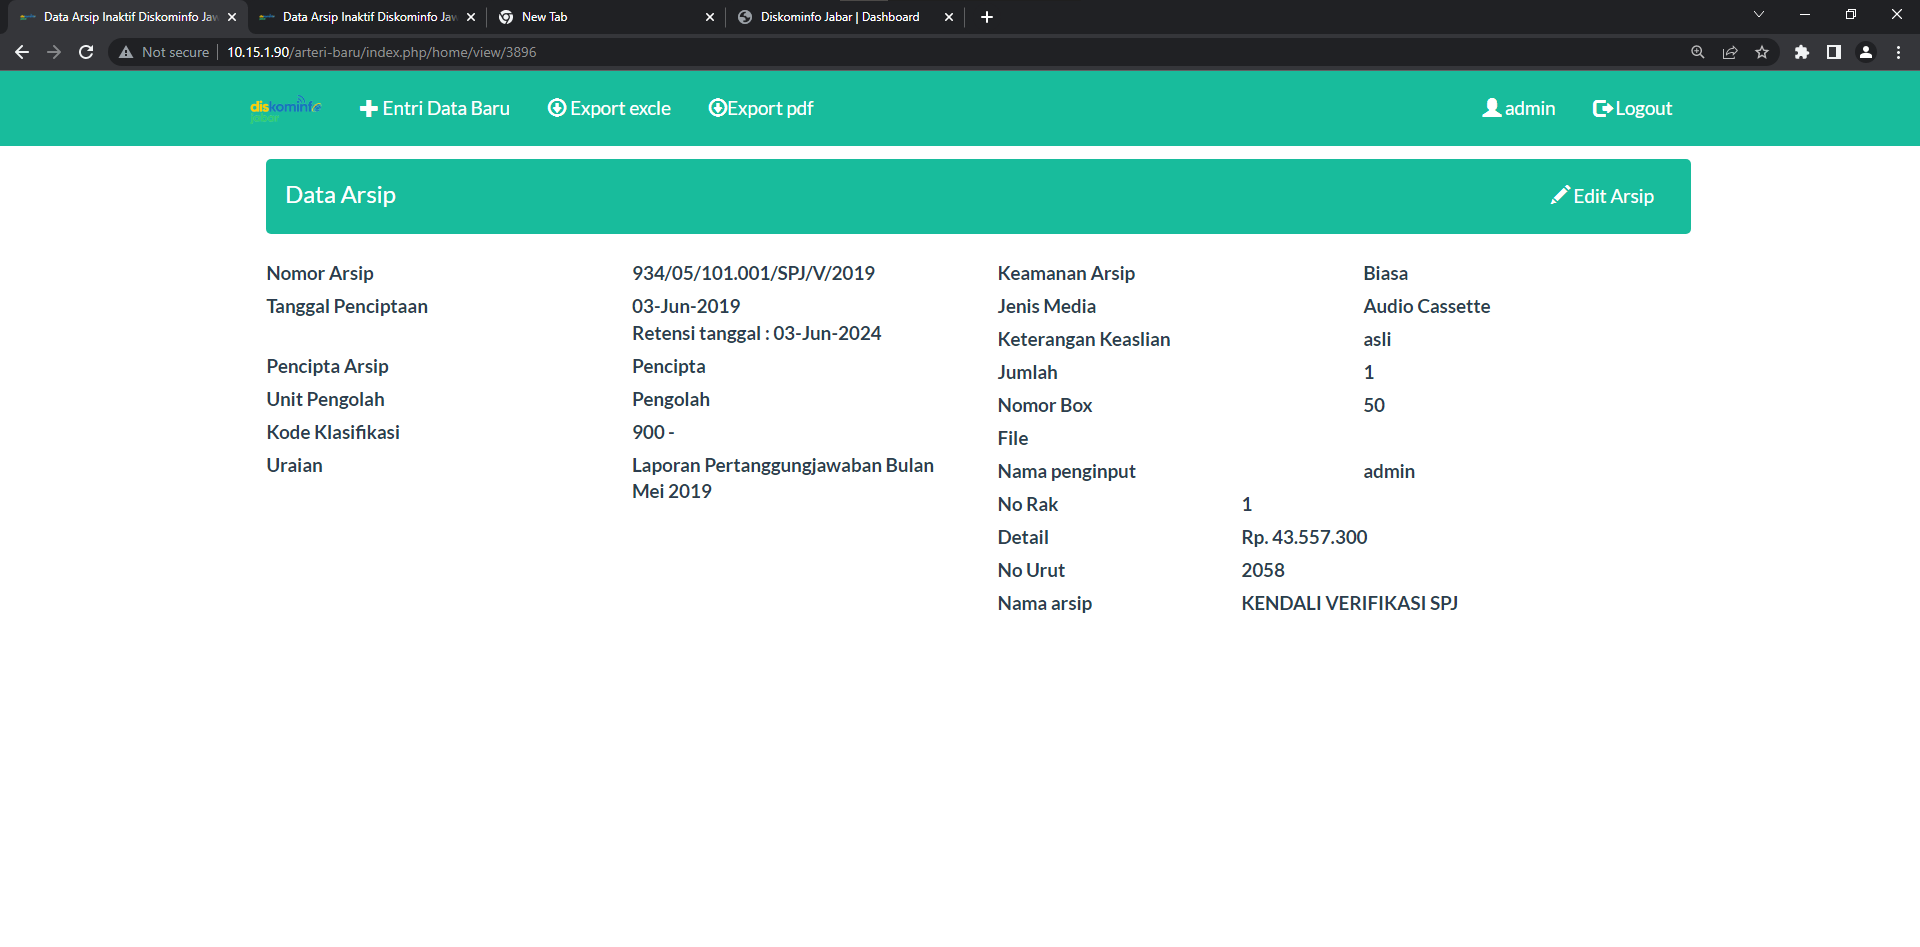 Data Arsip Inaktif Diskominfo Jaw
Data Arsip Inaktif Diskominfo Jaw
New Tab
Diskominfo Jabar | Dashboard
Not secure
10.15.1.90/arteri-baru/index.php/home/view/3896
diskominfo
jabar
Entri Data Baru
Export excle
Export pdf
admin
Logout
Data Arsip
Edit Arsip
Nomor Arsip 934/05/101.001/SPJ/V/2019
Tanggal Penciptaan 03-Jun-2019
Retensi tanggal : 03-Jun-2024
Pencipta Arsip Pencipta
Unit Pengolah Pengolah
Kode Klasifikasi 900 -
Uraian Laporan Pertanggungjawaban Bulan
Mei 2019
Keamanan Arsip Biasa
Jenis Media Audio Cassette
Keterangan Keaslian asli
Jumlah 1
Nomor Box 50
File
Nama penginput admin
No Rak 1
Detail Rp. 43.557.300
No Urut 2058
Nama arsip KENDALI VERIFIKASI SPJ